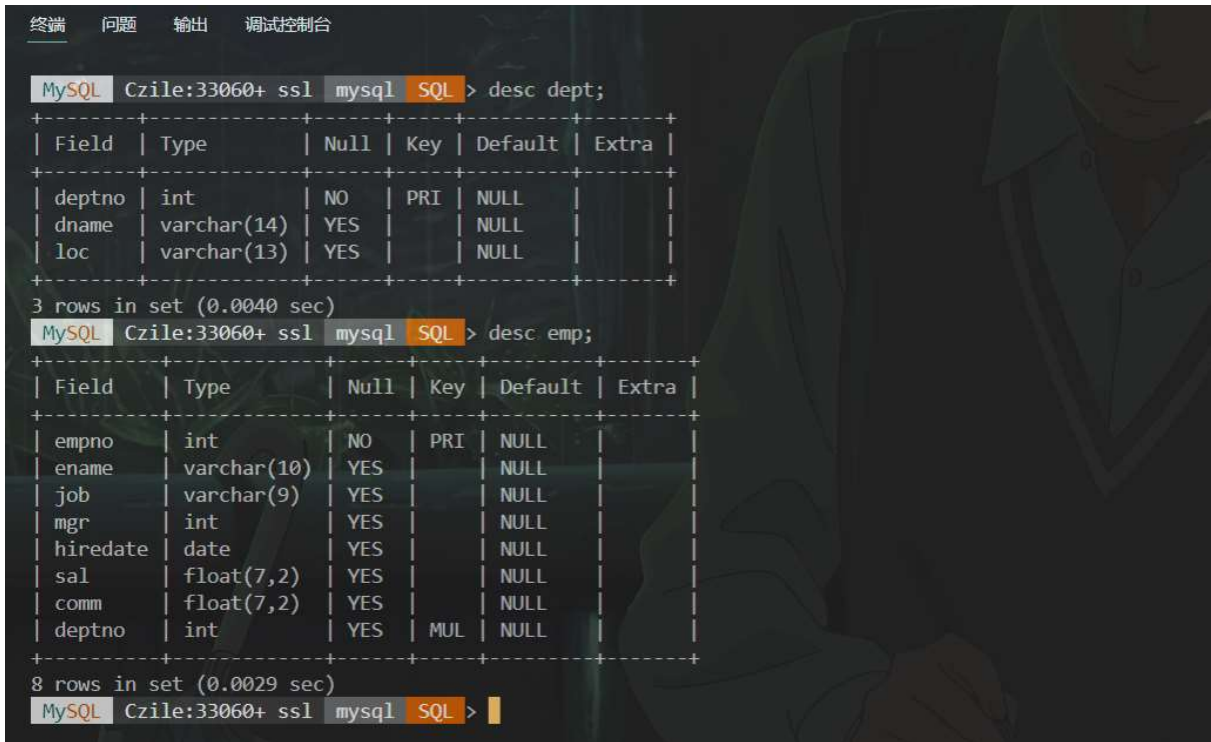 终端 问题 输出 调试控制台
MySQL Czile:33060+ ssl mysql SQL > desc dept;
+--------+-------------+------+-----+---------+-------+
| Field  | Type        | Null | Key | Default | Extra |
+--------+-------------+------+-----+---------+-------+
| deptno | int         | NO   | PRI | NULL    |       |
| dname  | varchar(14) | YES  |     | NULL    |       |
| loc    | varchar(13) | YES  |     | NULL    |       |
+--------+-------------+------+-----+---------+-------+
3 rows in set (0.0040 sec)
MySQL Czile:33060+ ssl mysql SQL > desc emp;
+----------+-------------+------+-----+---------+-------+
| Field    | Type        | Null | Key | Default | Extra |
+----------+-------------+------+-----+---------+-------+
| empno    | int         | NO   | PRI | NULL    |       |
| ename    | varchar(10) | YES  |     | NULL    |       |
| job      | varchar(9)  | YES  |     | NULL    |       |
| mgr      | int         | YES  |     | NULL    |       |
| hiredate | date        | YES  |     | NULL    |       |
| sal      | float(7,2)  | YES  |     | NULL    |       |
| comm     | float(7,2)  | YES  |     | NULL    |       |
| deptno   | int         | YES  | MUL | NULL    |       |
+----------+-------------+------+-----+---------+-------+
8 rows in set (0.0029 sec)
MySQL Czile:33060+ ssl mysql SQL >